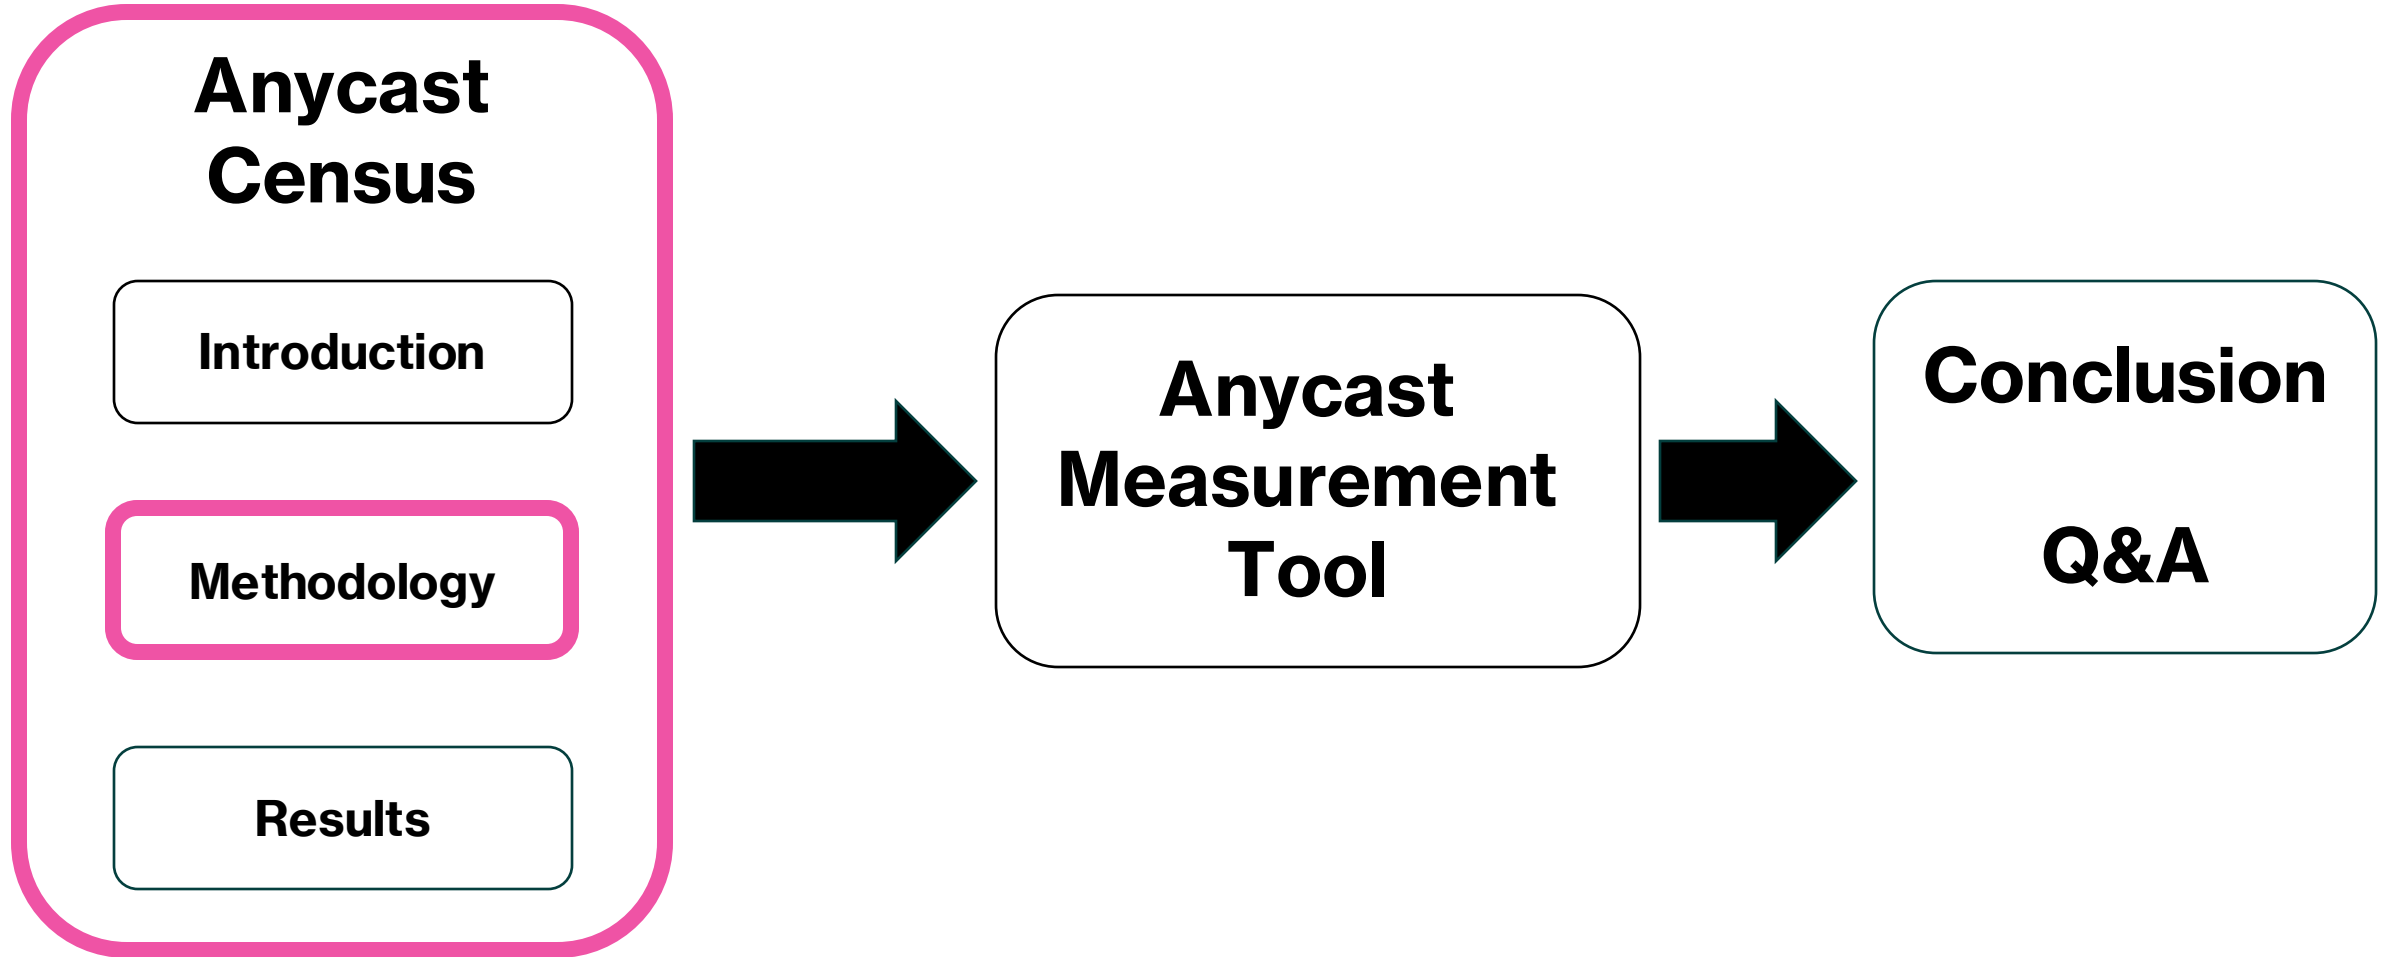 Anycast
Census
Introduction
Methodology
Results
Anycast
Measurement
Tool
Conclusion
Q&A